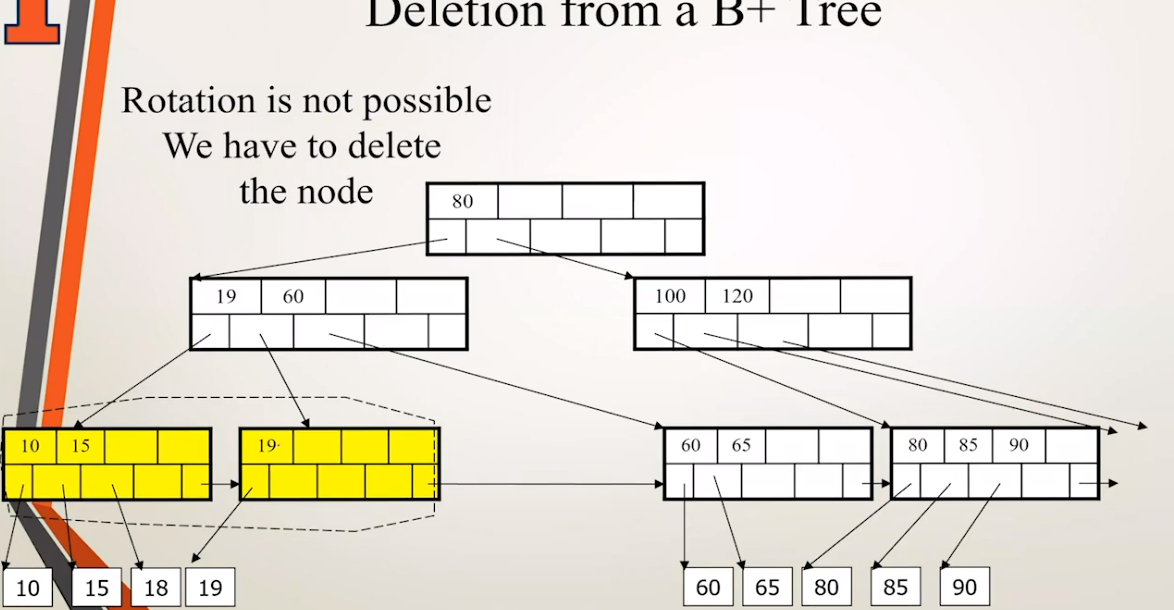 Deletion from a B+ Tree
Rotation is not possible
We have to delete
the node
80
19 60
100 120
10 15
19
60 65
80 85 90
10 15 18 19 60 65 80 85 90